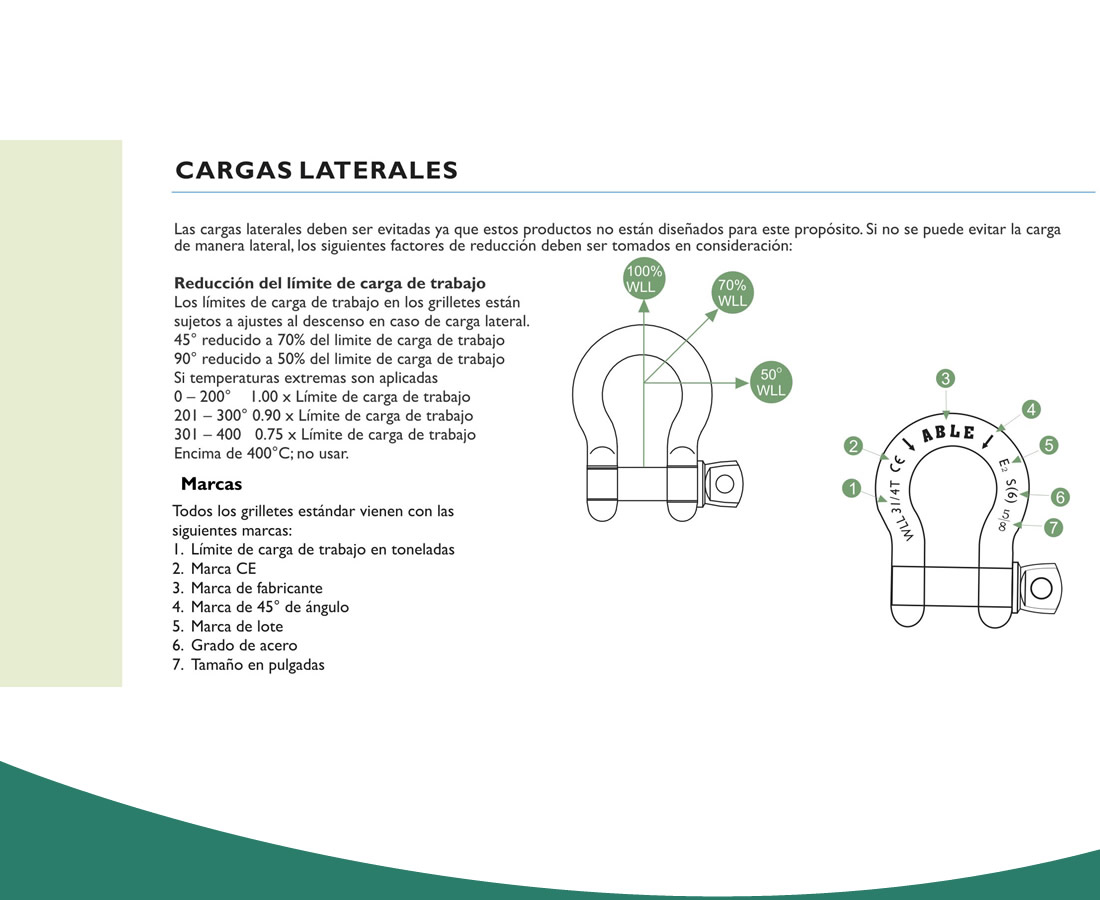 CARGAS LATERALES
Las cargas laterales deben ser evitadas ya que estos productos no están diseñados para este propósito. Si no se puede evitar la carga
de manera lateral, los siguientes factores de reducción deben ser tomados en consideración:
Reducción del límite de carga de trabajo
Los límites de carga de trabajo en los grilletes están
sujetos a ajustes al descenso en caso de carga lateral.
45° reducido a 70% del limite de carga de trabajo
90° reducido a 50% del limite de carga de trabajo
Si temperaturas extremas son aplicadas
0 – 200° 1.00 x Límite de carga de trabajo
201 – 300° 0.90 x Límite de carga de trabajo
301 – 400 0.75 x Límite de carga de trabajo
Encima de 400°C; no usar.
Marcas
Todos los grilletes estándar vienen con las
siguientes marcas:
1. Límite de carga de trabajo en toneladas
2. Marca CE
3. Marca de fabricante
4. Marca de 45° de ángulo
5. Marca de lote
6. Grado de acero
7. Tamaño en pulgadas
100%
WLL
70%
WLL
50°
WLL
1
2
3
4
5
6
7
WLL 31/4T
CE
ABLE
E2
S(6)
5/8